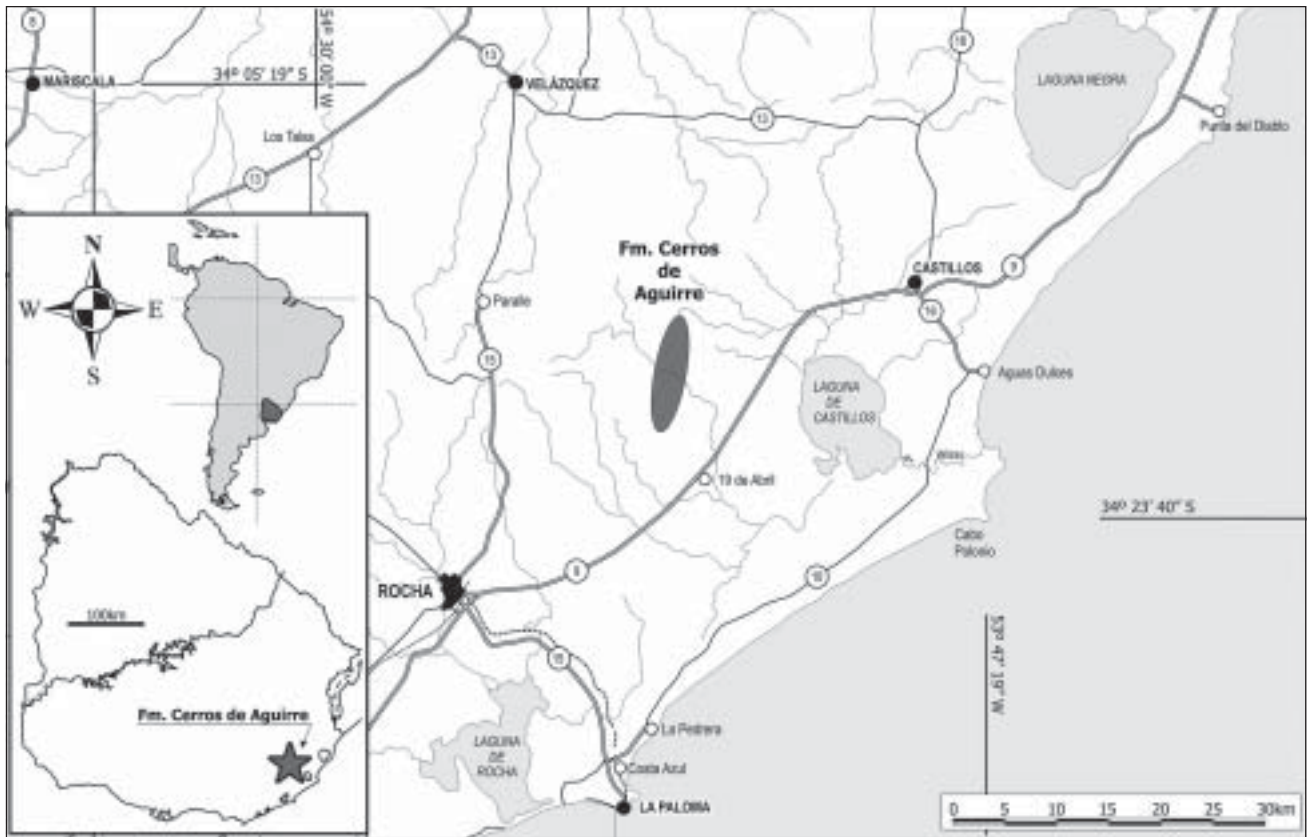 8
54º 30' 00" W
13
MARISCALA
34º 05' 19" S
VELÁZQUEZ
Los Talas
13
13
16
LAGUNA NEGRA
Punta del Diablo
N
W
E
S
Fm. Cerros
de
Aguirre
CASTILLOS
9
16
Paralle
15
Aguas Dulces
LAGUNA
DE
CASTILLOS
19 de Abril
34º 23' 40" S
Cabo
Polonio
ROCHA
9
10
100km
53º 47' 19" W
15
Fm. Cerros de Aguirre
La Pedrera
LAGUNA
DE
ROCHA
Costa Azul
LA PALOMA
0 5 10 15 20 25 30km